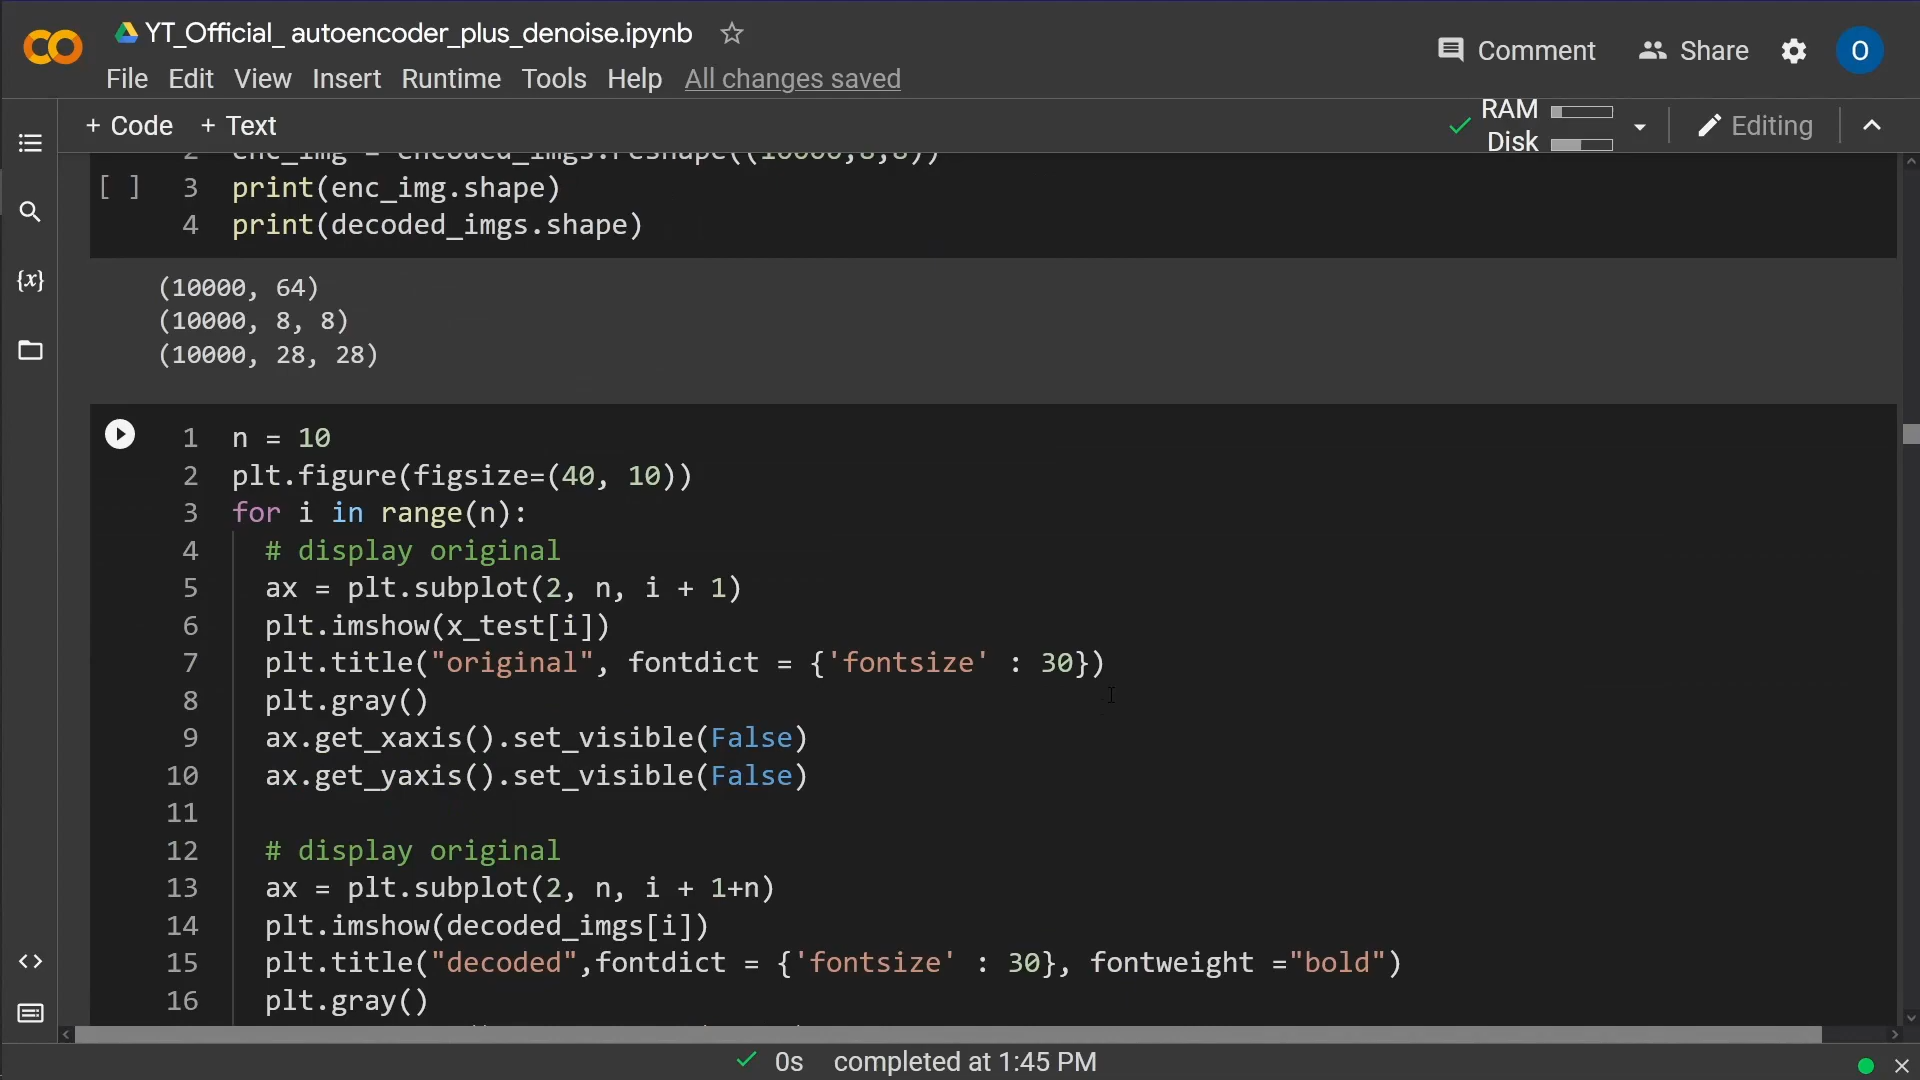 YT_Official_ autoencoder_plus_denoise.ipynb
Comment
Share
O
File Edit View Insert Runtime Tools Help All changes saved
+ Code + Text
RAM
Disk
Editing
2 enc_img = encoded_imgs.reshape((10000,8,8))
[ ] 3 print(enc_img.shape)
4 print(decoded_imgs.shape)
{x}
(10000, 64)
(10000, 8, 8)
(10000, 28, 28)
1 n = 10
2 plt.figure(figsize=(40, 10))
3 for i in range(n):
4 # display original
5 ax = plt.subplot(2, n, i + 1)
6 plt.imshow(x_test[i])
7 plt.title("original", fontdict = {'fontsize' : 30})
8 plt.gray()
9 ax.get_xaxis().set_visible(False)
10 ax.get_yaxis().set_visible(False)
11
12 # display original
13 ax = plt.subplot(2, n, i + 1+n)
14 plt.imshow(decoded_imgs[i])
15 plt.title("decoded",fontdict = {'fontsize' : 30}, fontweight ="bold")
16 plt.gray()
0s completed at 1:45 PM